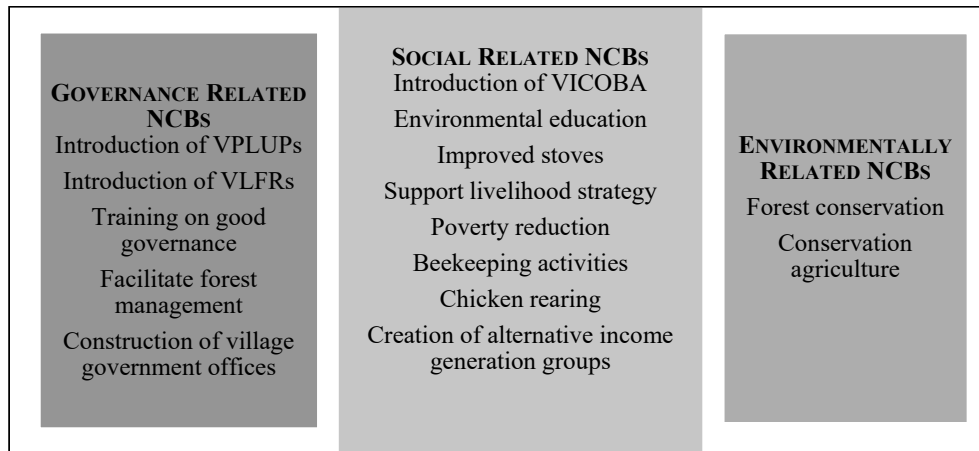 GOVERNANCE RELATED
NCBS
Introduction of VPLUPs
Introduction of VLFRs
Training on good
governance
Facilitate forest
management
Construction of village
government offices
SOCIAL RELATED NCBS
Introduction of VICOBA
Environmental education
Improved stoves
Support livelihood strategy
Poverty reduction
Beekeeping activities
Chicken rearing
Creation of alternative income
generation groups
ENVIRONMENTALLY
RELATED NCBS
Forest conservation
Conservation
agriculture